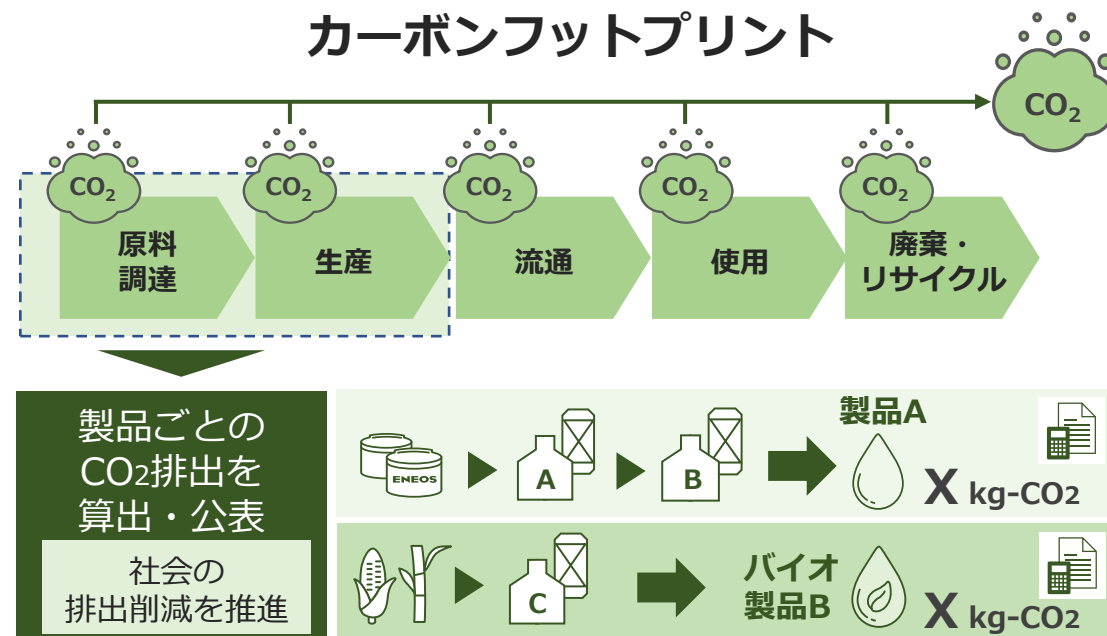 カーボンフットプリント
CO₂
CO₂
CO₂
CO₂
CO₂
CO₂
原料
調達
生産
流通
使用
廃棄・
リサイクル
製品ごとの
CO2排出を
算出・公表
社会の
排出削減を推進
ENEOS
A
B
製品A
X kg-CO2
C
バイオ
製品B
X kg-CO2